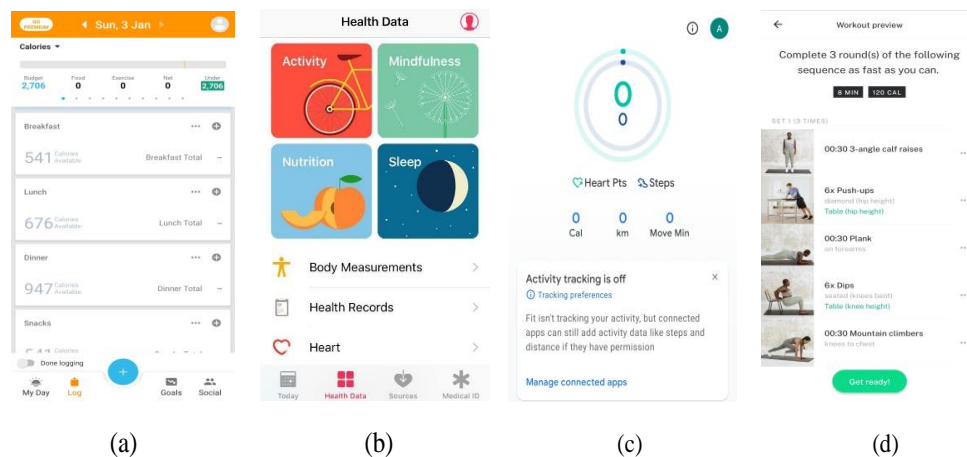 GO PREMIUM
Sun, 3 Jan
Calories
Budget Food Exercise Net Under
2,706 0 0 0 2,706
Breakfast
541 Calories Available Breakfast Total –
Lunch
676 Calories Available Lunch Total –
Dinner
947 Calories Available Dinner Total –
Snacks
Done logging
My Day Log Goals Social
(a)
Health Data
Activity Mindfulness
Nutrition Sleep
Body Measurements
Health Records
Heart
Today Health Data Sources Medical ID
(b)
A
0
0
Heart Pts Steps
0 0 0
Cal km Move Min
Activity tracking is off
Tracking preferences
Fit isn't tracking your activity, but connected
apps can still add activity data like steps and
distance if they have permission
Manage connected apps
(c)
Workout preview
Complete 3 round(s) of the following
sequence as fast as you can.
8 MIN 120 CAL
SET 1 (3 TIMES)
00:30 3-angle calf raises
6x Push-ups
diamond (hip height)
Table (hip height)
00:30 Plank
on forearms
6x Dips
seated (knees bent)
Table (knee height)
00:30 Mountain climbers
knees to chest
Get ready!
(d)